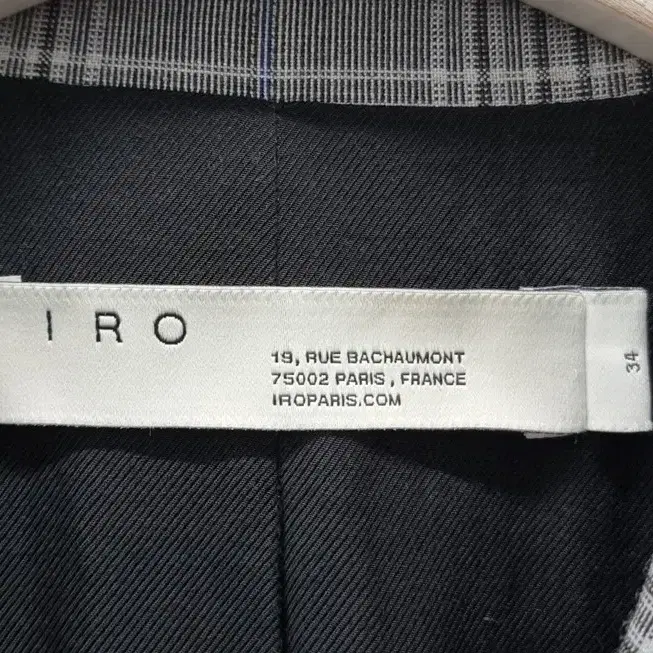 IRO
19, RUE BACHAUMONT
75002 PARIS, FRANCE
IROPARIS.COM
34